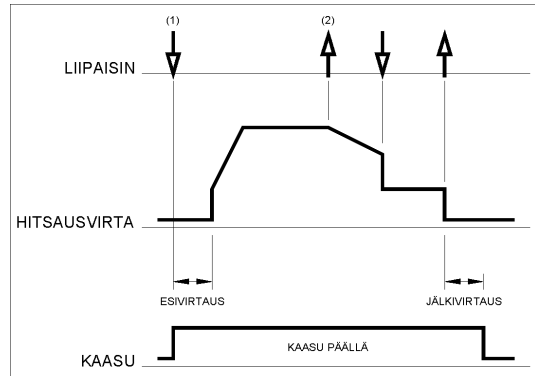 (1) (2)
LIIPAISIN
HITSAUSVIRTA
ESIVIRTAUS JÄLKIVIRTAUS
KAASU PÄÄLLÄ
KAASU